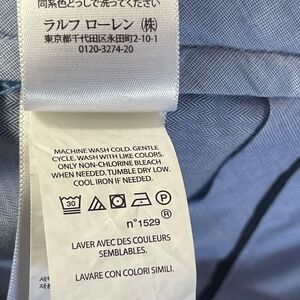 同系色どうしで洗ってください
ラルフ ローレン (株)
東京都千代田区永田町2-10-1
0120-3274-20
MACHINE WASH COLD. GENTLE
CYCLE. WASH WITH LIKE COLORS.
ONLY NON-CHLORINE BLEACH
WHEN NEEDED. TUMBLE DRY LOW.
COOL IRON IF NEEDED.
30
n°1529 ®
LAVER AVEC DES COULEURS
SEMBLABLES.
LAVARE CON COLORI SIMILI.